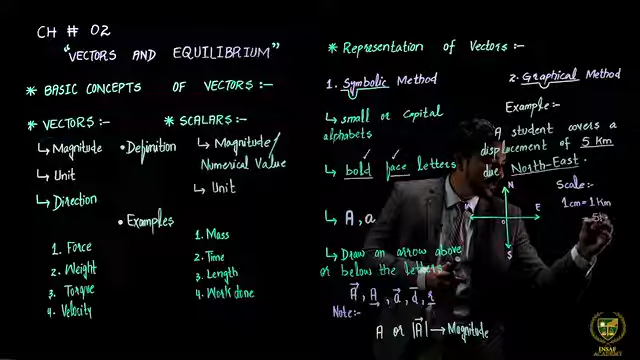 CH # 02
"VECTORS AND EQUILIBRIUM"
* BASIC CONCEPTS OF VECTORS:-
* VECTORS:-
↳ Magnitude
↳ Unit
↳ Direction
• Definition
* SCALARS:-
↳ Magnitude/
Numerical Value
↳ Unit
• Examples
1. Force
2. Weight
3. Torque
4. Velocity
1. Mass
2. Time
3. Length
4. Work done
* Representation of Vectors:-
1. Symbolic Method
↳ small or capital
alphabets
↳ bold face letters
↳ A, a
↳ Draw an arrow above
or below the letters
A, A, a, d, r
Note:-
A or |A| → Magnitude
2. Graphical Method
Example:-
A student covers a
displacement of 5 Km
due North-East.
Scale:-
1cm = 1Km
N
E
S
o
ENSAF
ACADEMY